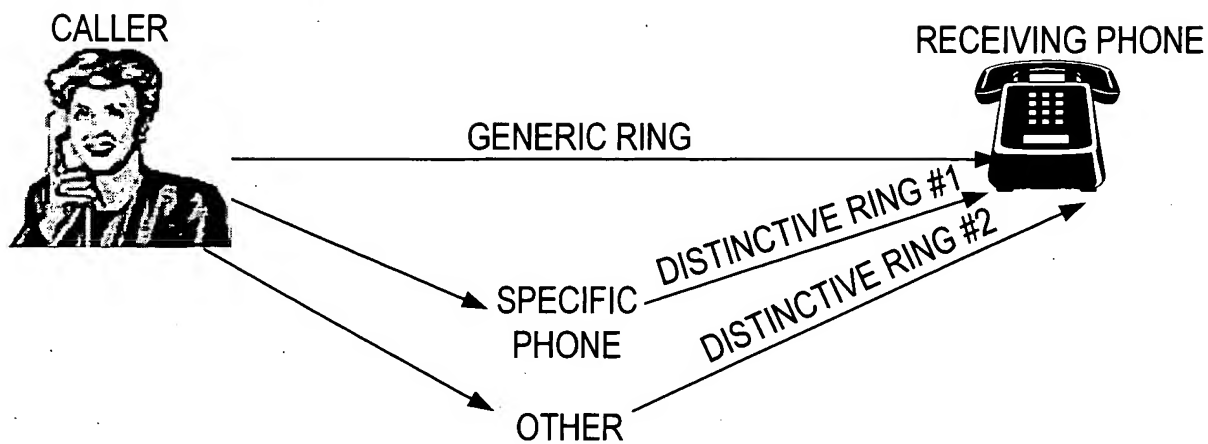 CALLER
RECEIVING PHONE
GENERIC RING
DISTINCTIVE RING #1
DISTINCTIVE RING #2
SPECIFIC
PHONE
OTHER